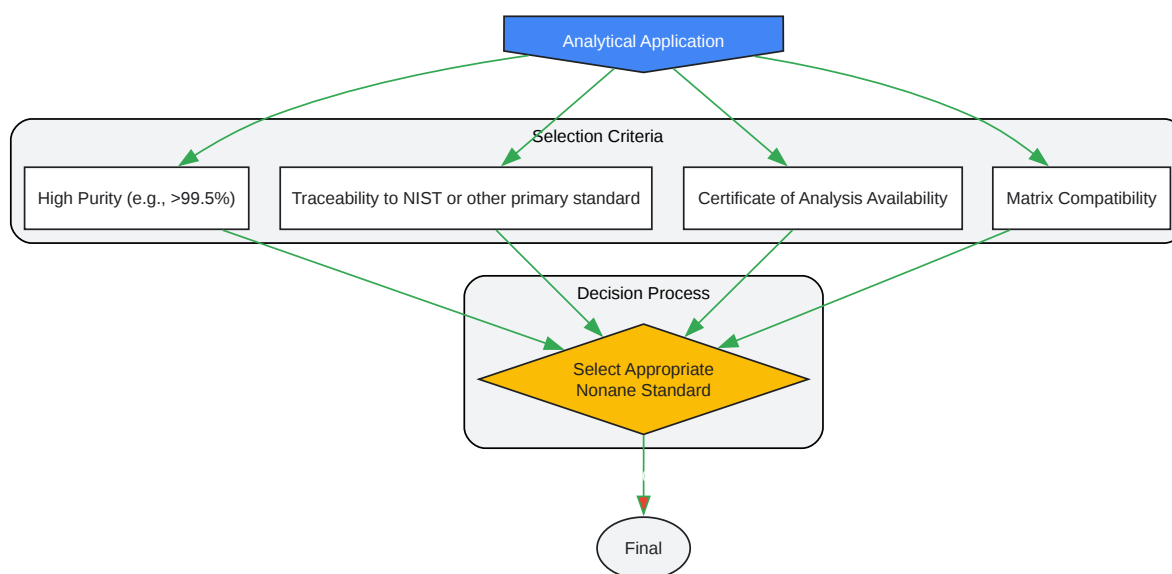 Analytical Application
Selection Criteria
High Purity (e.g., >99.5%)
Traceability to NIST or other primary standard
Certificate of Analysis Availability
Matrix Compatibility
Decision Process
Select Appropriate
Nonane Standard
Final